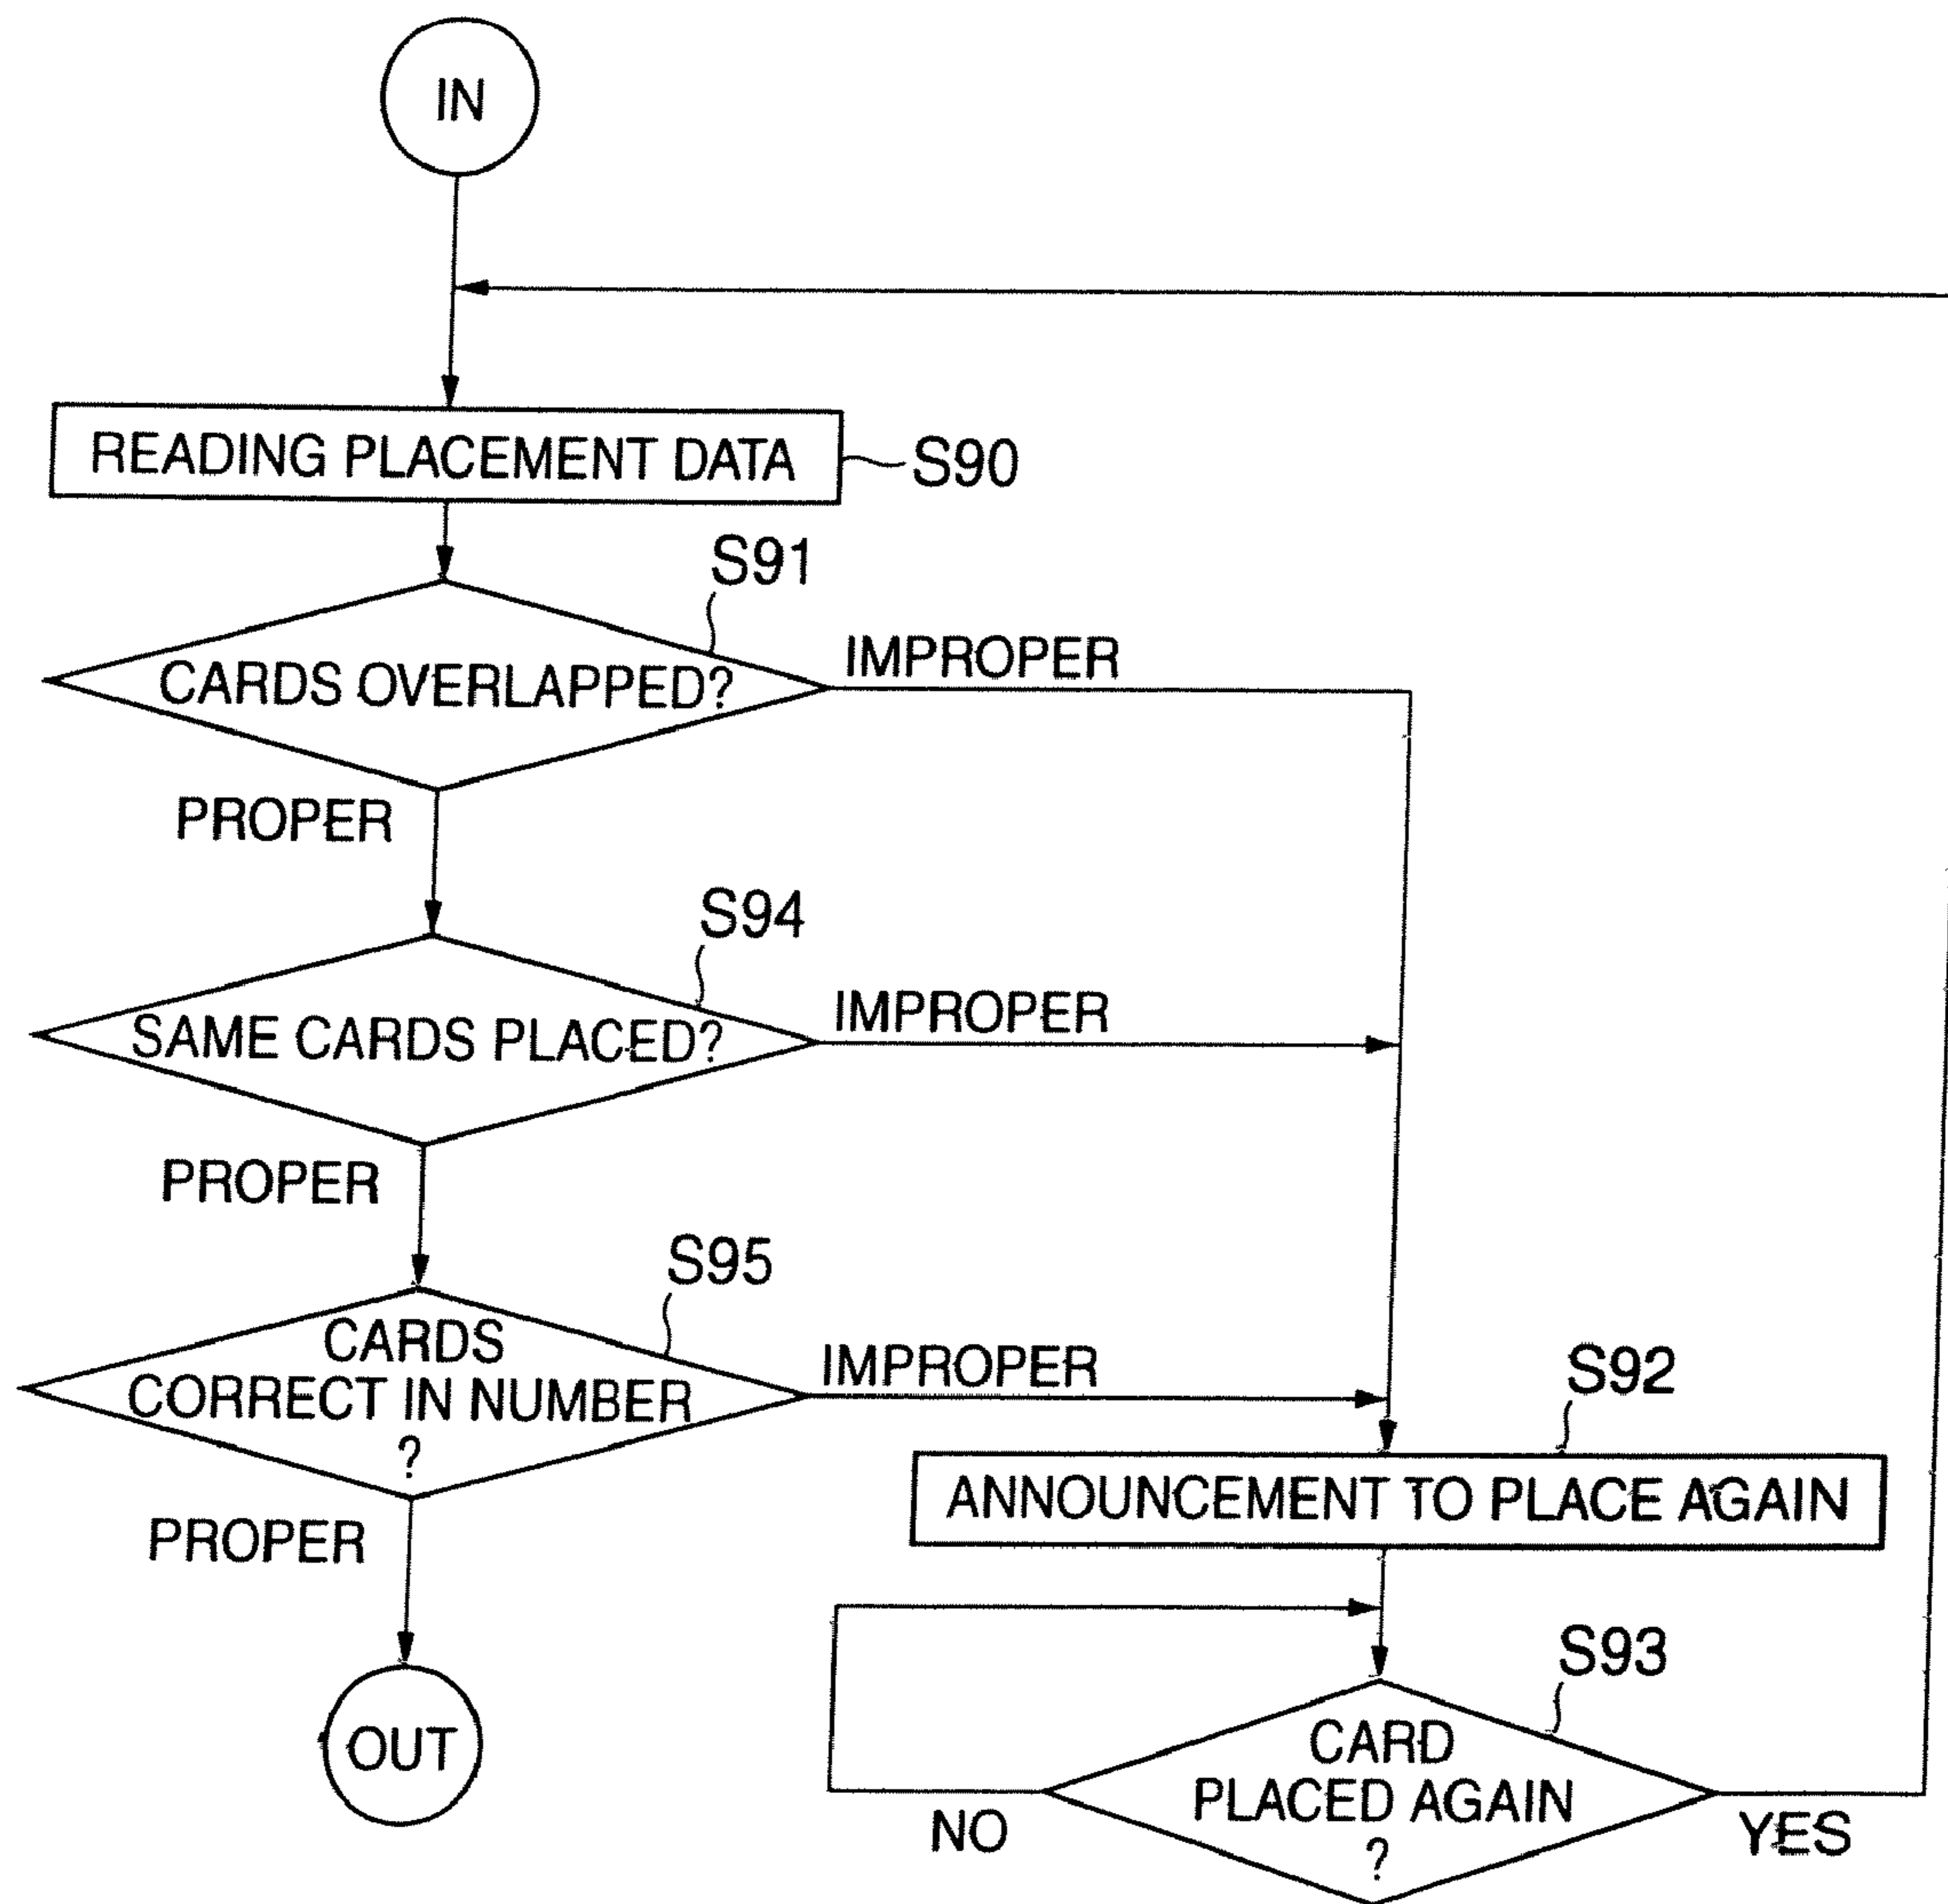 IN
READING PLACEMENT DATA
S90
S91
CARDS OVERLAPPED?
IMPROPER
PROPER
S94
SAME CARDS PLACED?
IMPROPER
PROPER
S95
CARDS
CORRECT IN NUMBER
?
IMPROPER
PROPER
S92
ANNOUNCEMENT TO PLACE AGAIN
OUT
S93
CARD
PLACED AGAIN
?
NO
YES